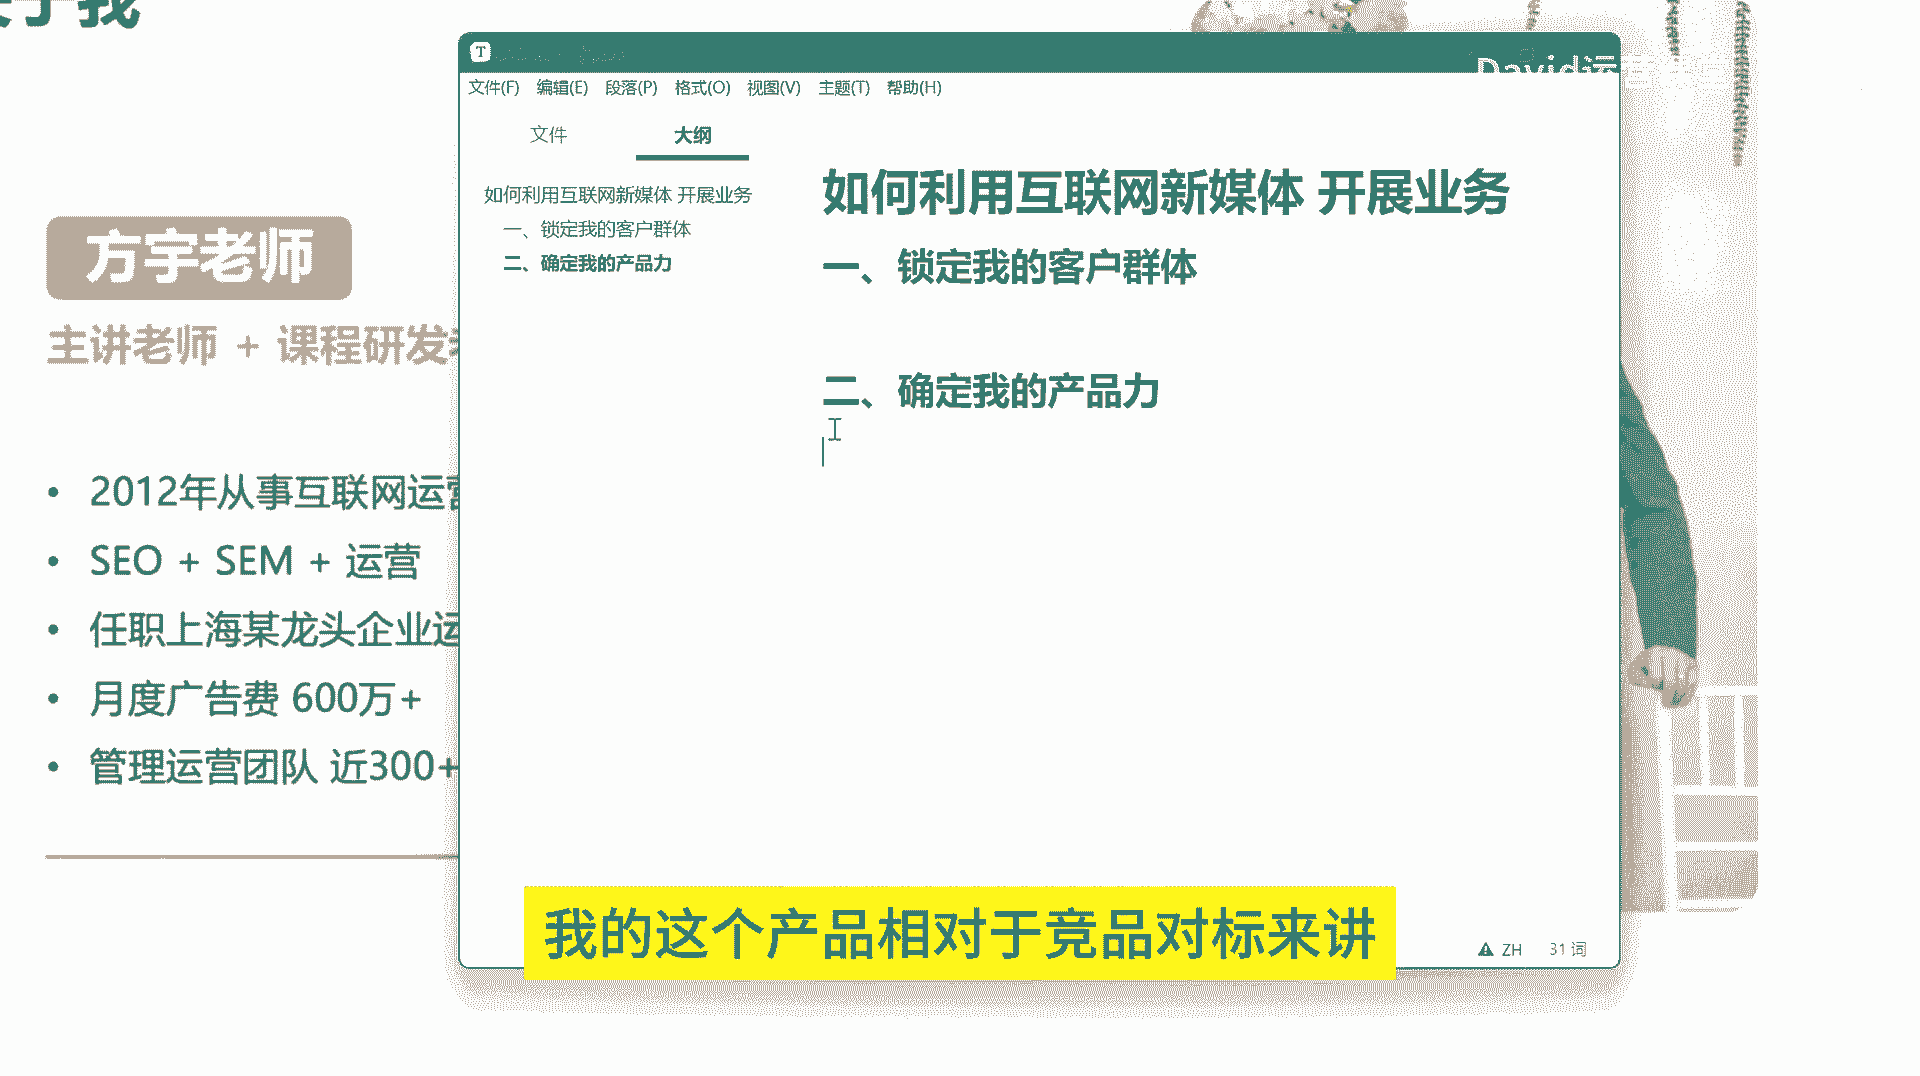 于我
David运营
方宇老师
主讲老师 + 课程研发
• 2012年从事互联网运营
• SEO + SEM + 运营
• 任职上海某龙头企业运
• 月度广告费 600万+
• 管理运营团队 近300+
T
文件(F) 编辑(E) 段落(P) 格式(O) 视图(V) 主题(T) 帮助(H)
文件 大纲
如何利用互联网新媒体 开展业务
一、锁定我的客户群体
二、确定我的产品力
如何利用互联网新媒体 开展业务
一、锁定我的客户群体
二、确定我的产品力
ZH 31 词
我的这个产品相对于竞品对标来讲